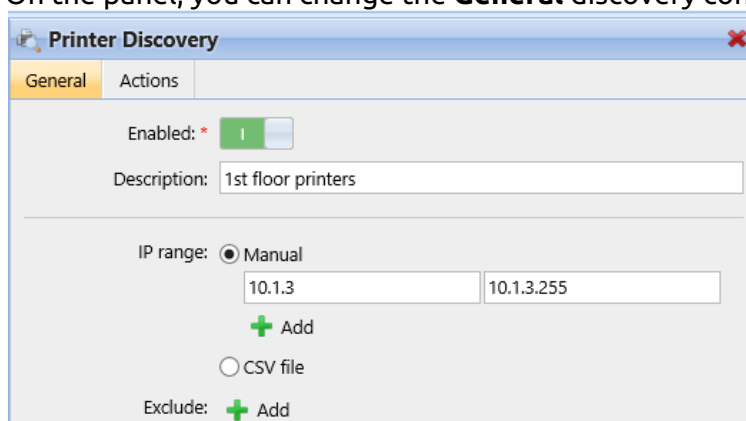 On the panel, you can change the General discovery con
Printer Discovery
General Actions
Enabled: * I
Description: 1st floor printers
IP range: Manual
10.1.3 10.1.3.255
Add
CSV file
Exclude: Add